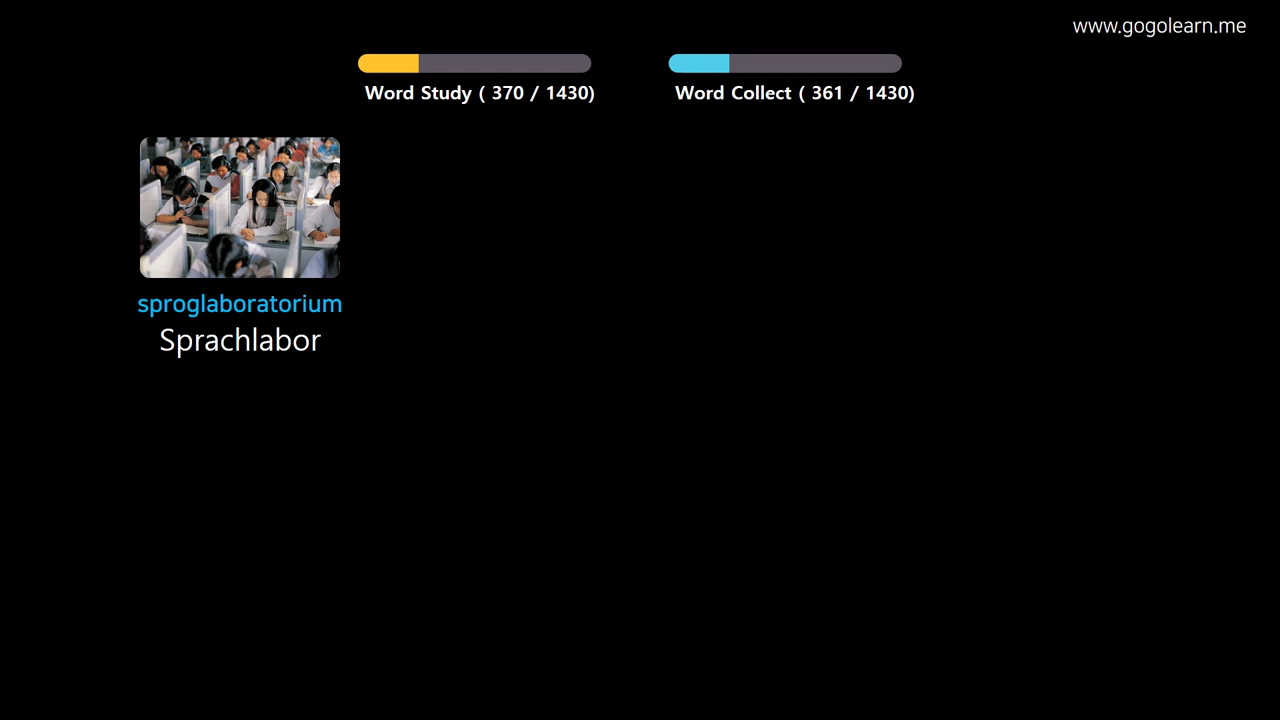 www.gogolearn.me
Word Study ( 370 / 1430)
Word Collect ( 361 / 1430)
sproglaboratorium
Sprachlabor